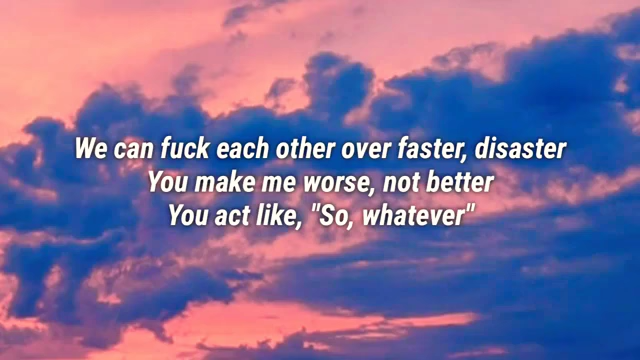 We can fuck each other over faster, disaster
You make me worse, not better
You act like, "So, whatever"